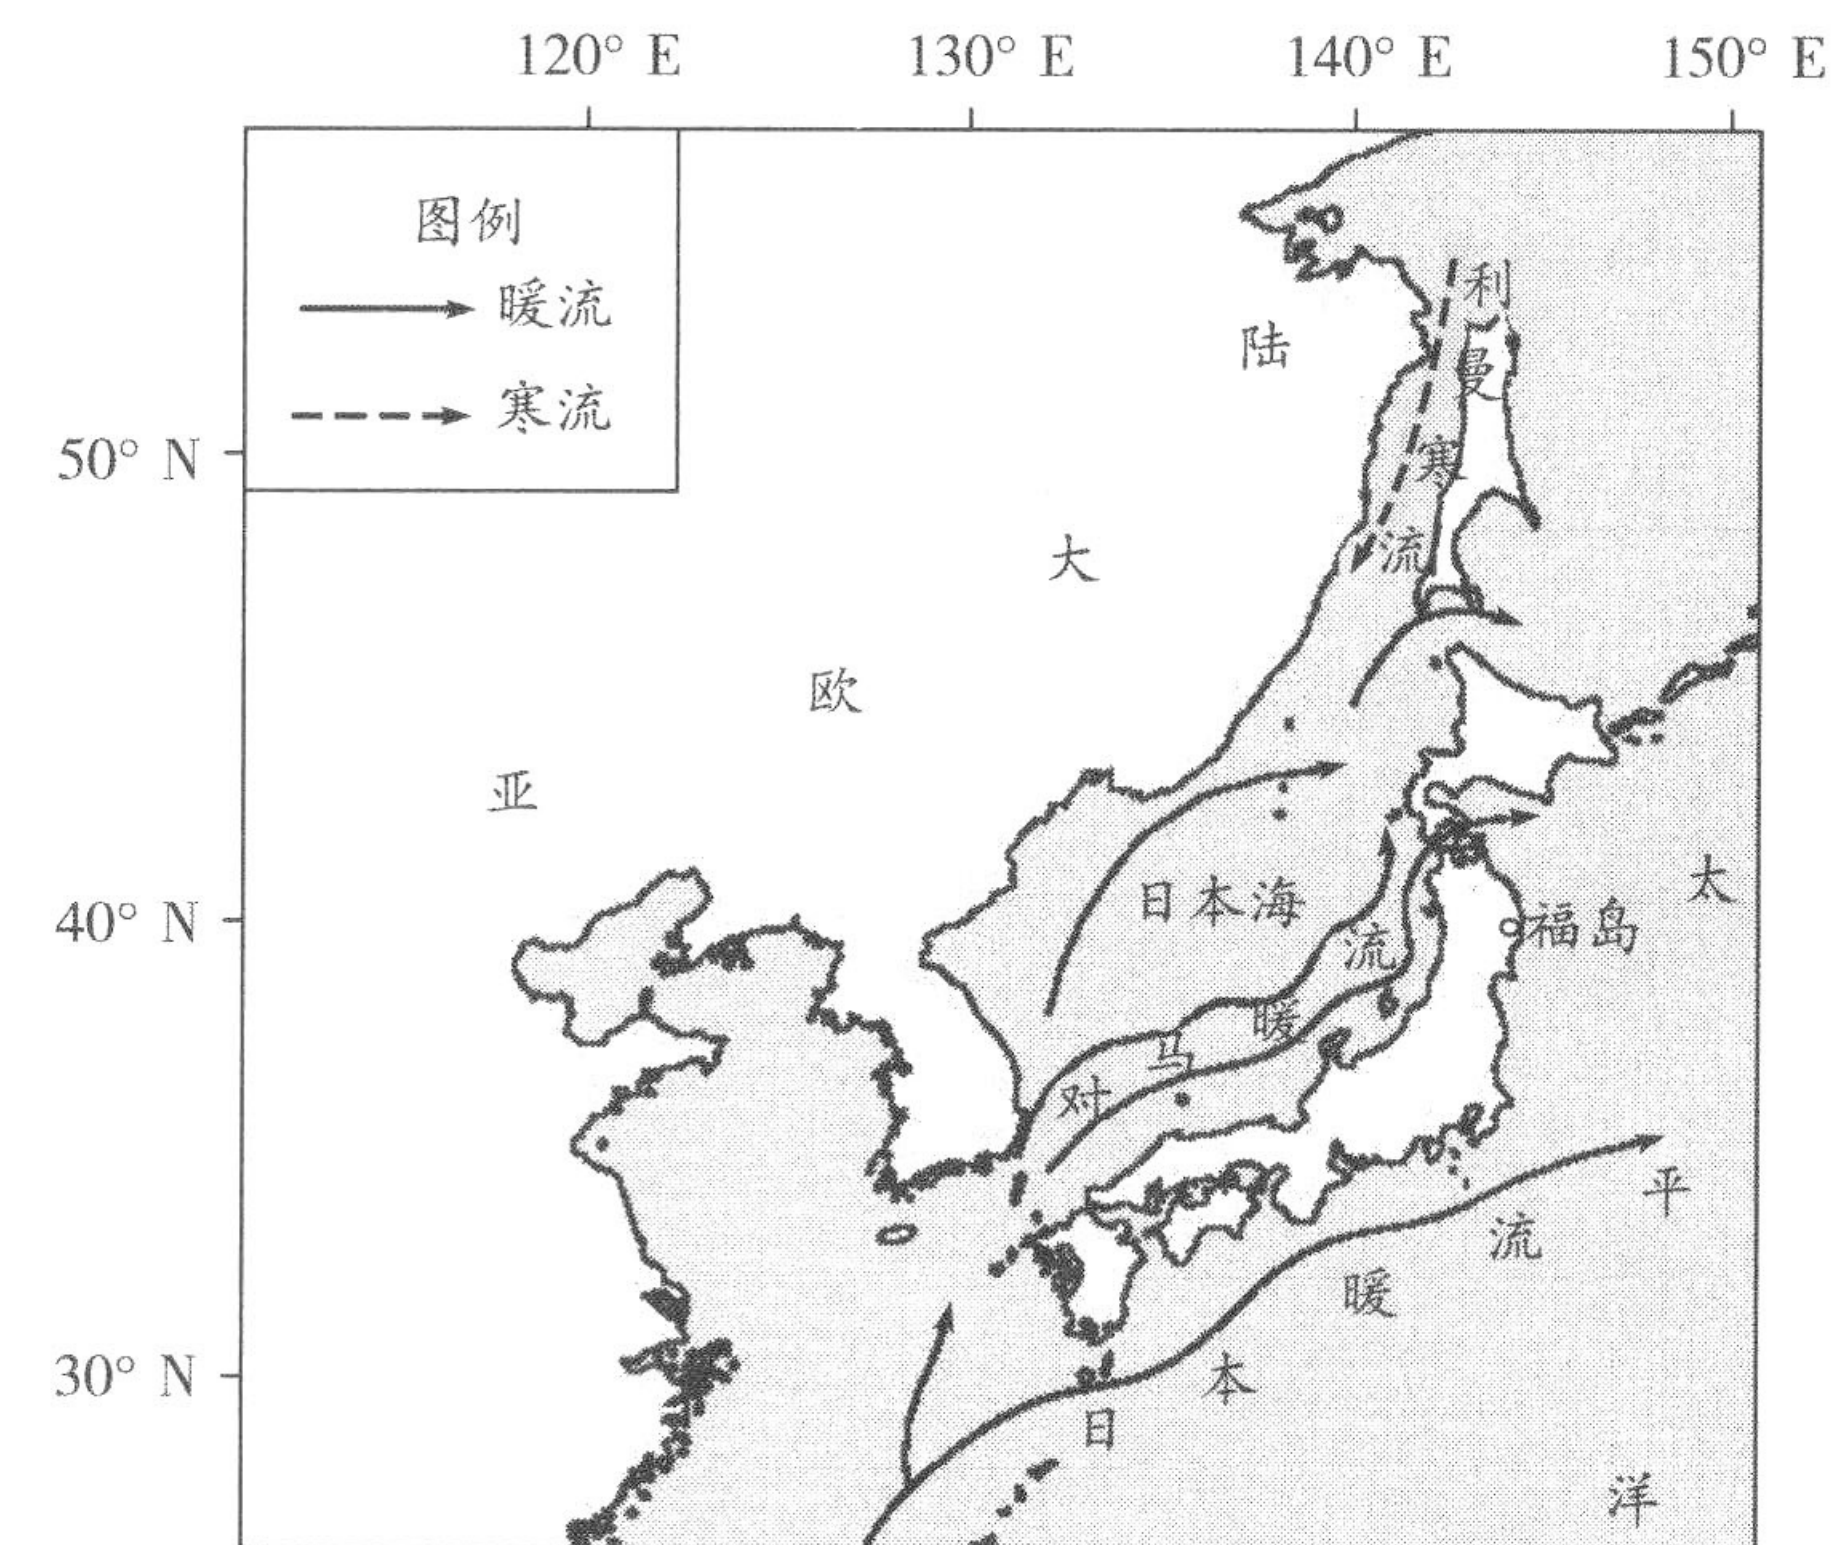 120° E 130° E 140° E 150° E
图例
暖流
寒流
50° N
40° N
30° N
亚 欧 大 陆
利曼寒流
日本海
对马暖流
福岛
日本暖流
太平洋